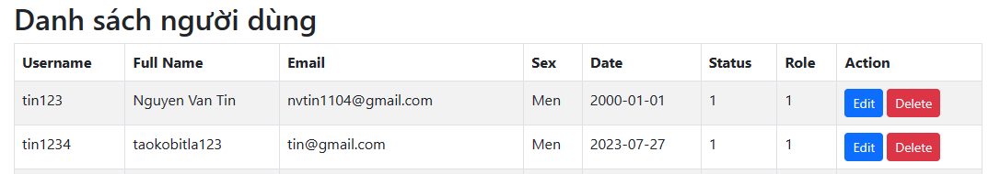 Danh sách người dùng
Username Full Name Email Sex Date Status Role Action
tin123 Nguyen Van Tin nvtin1104@gmail.com Men 2000-01-01 1 1 Edit Delete
tin1234 taokobitla123 tin@gmail.com Men 2023-07-27 1 1 Edit Delete